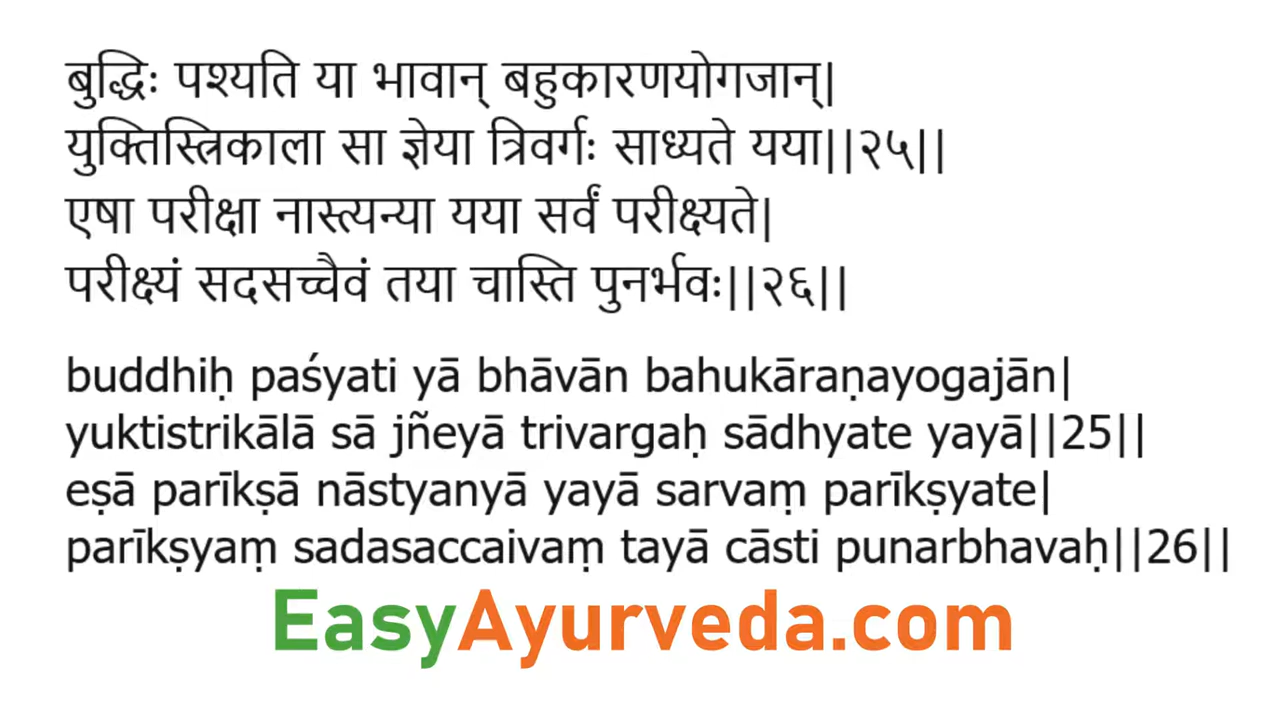 बुद्धिः पश्यति या भावान् बहुकारणयोगजान्|
युक्तिस्त्रिकाला सा ज्ञेया त्रिवर्गः साध्यते यया||२५||
एषा परीक्षा नास्त्यन्या यया सर्वं परीक्ष्यते|
परीक्ष्यं सदसच्चैवं तया चास्ति पुनर्भवः||२६||
buddhiḥ paśyati yā bhāvān bahukāraṇayogajān|
yuktistrikālā sā jñeyā trivargaḥ sādhyate yayā||25||
eṣā parīkṣā nāstyanyā yayā sarvaṃ parīkṣyate|
parīkṣyaṃ sadasaccaivaṃ tayā cāsti punarbhavaḥ||26||
EasyAyurveda.com